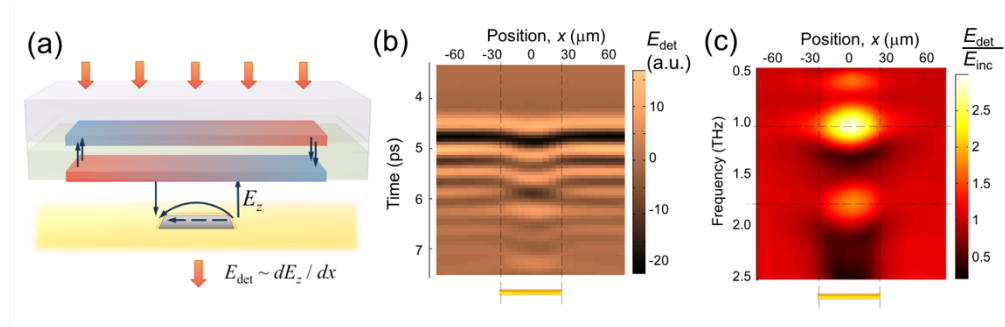 (a)
E_z
E_det ~ dE_z / dx
(b)
Position, x (μm)
-60 -30 0 30 60
E_det
(a.u.)
Time (ps)
4
5
6
7
10
0
-10
-20
(c)
Position, x (μm)
-60 -30 0 30 60
E_det
E_inc
Frequency (THz)
0.5
1.0
1.5
2.0
2.5
2.5
2
1.5
1
0.5